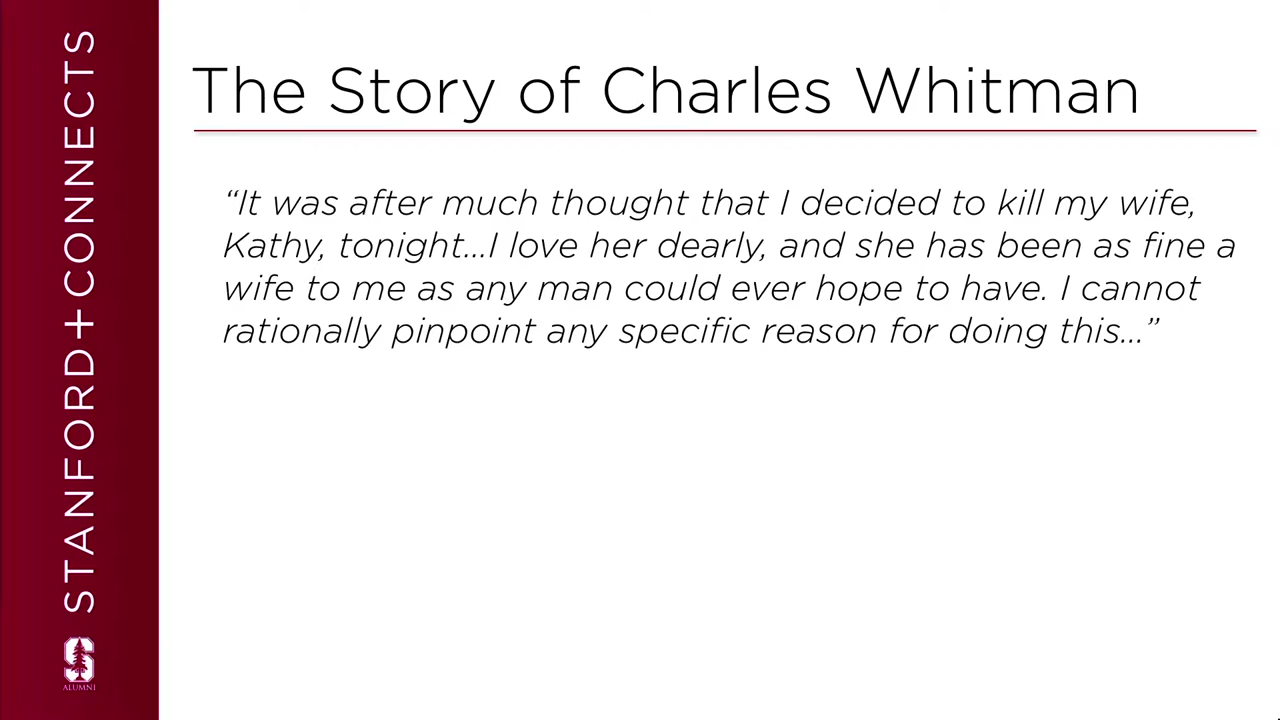 STANFORD+CONNECTS
S
ALUMNI
The Story of Charles Whitman
“It was after much thought that I decided to kill my wife,
Kathy, tonight...I love her dearly, and she has been as fine a
wife to me as any man could ever hope to have. I cannot
rationally pinpoint any specific reason for doing this...”